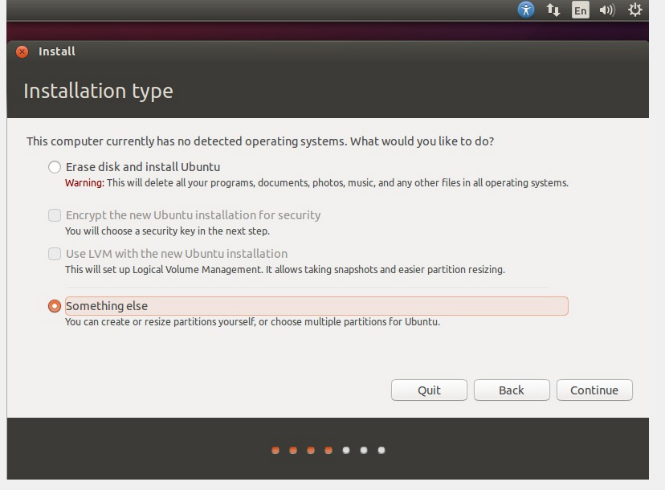 En
Install
Installation type
This computer currently has no detected operating systems. What would you like to do?
Erase disk and install Ubuntu
Warning: This will delete all your programs, documents, photos, music, and any other files in all operating systems.
Encrypt the new Ubuntu installation for security
You will choose a security key in the next step.
Use LVM with the new Ubuntu installation
This will set up Logical Volume Management. It allows taking snapshots and easier partition resizing.
Something else
You can create or resize partitions yourself, or choose multiple partitions for Ubuntu.
Quit Back Continue